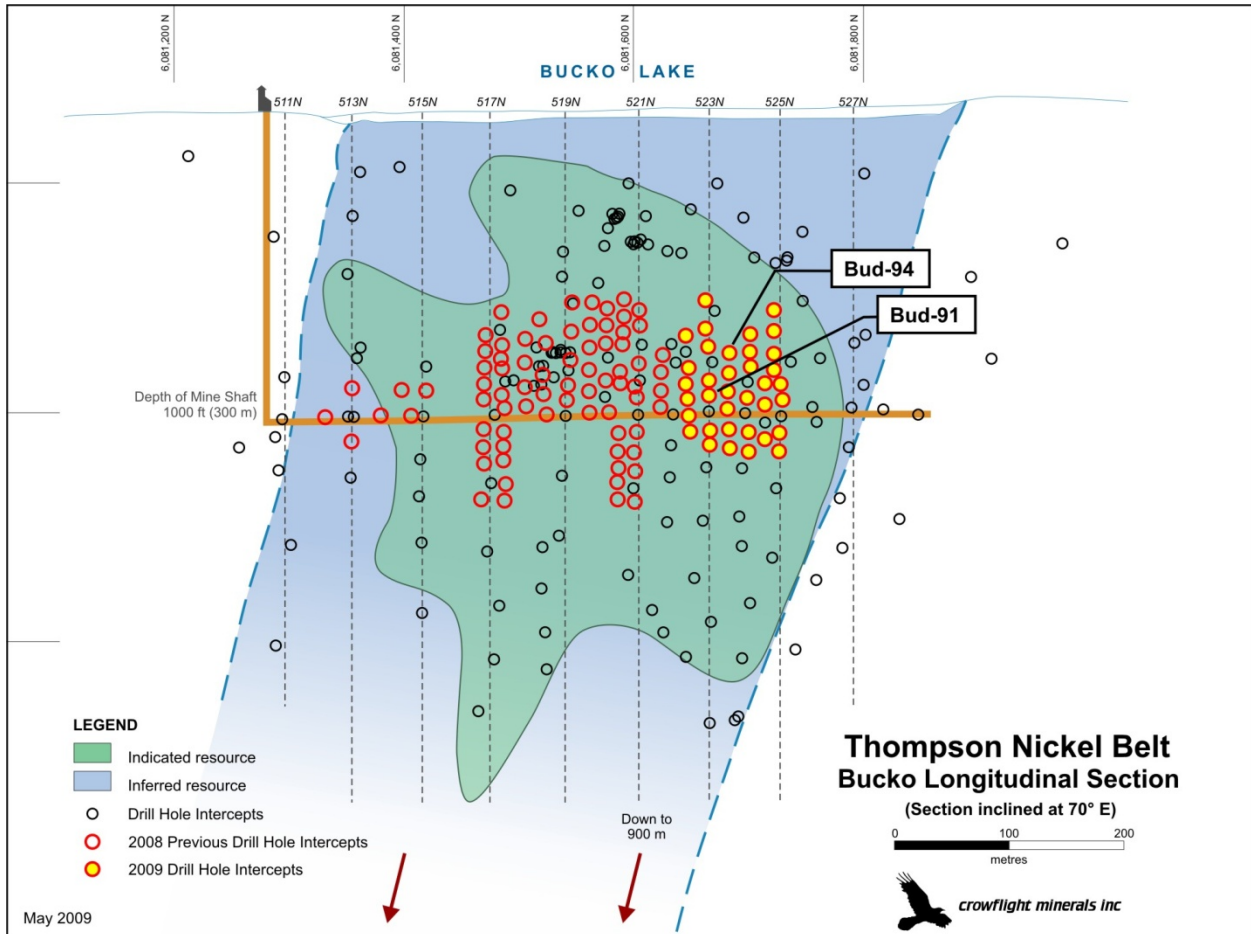 6,081,200 N
6,081,400 N
6,081,600 N
6,081,800 N
BUCKO LAKE
511N
513N
515N
517N
519N
521N
523N
525N
527N
Bud-94
Bud-91
Depth of Mine Shaft
1000 ft (300 m)
LEGEND
Indicated resource
Inferred resource
Drill Hole Intercepts
2008 Previous Drill Hole Intercepts
2009 Drill Hole Intercepts
Down to
900 m
Thompson Nickel Belt
Bucko Longitudinal Section
(Section inclined at 70° E)
0 100 200
metres
crowflight minerals inc
May 2009